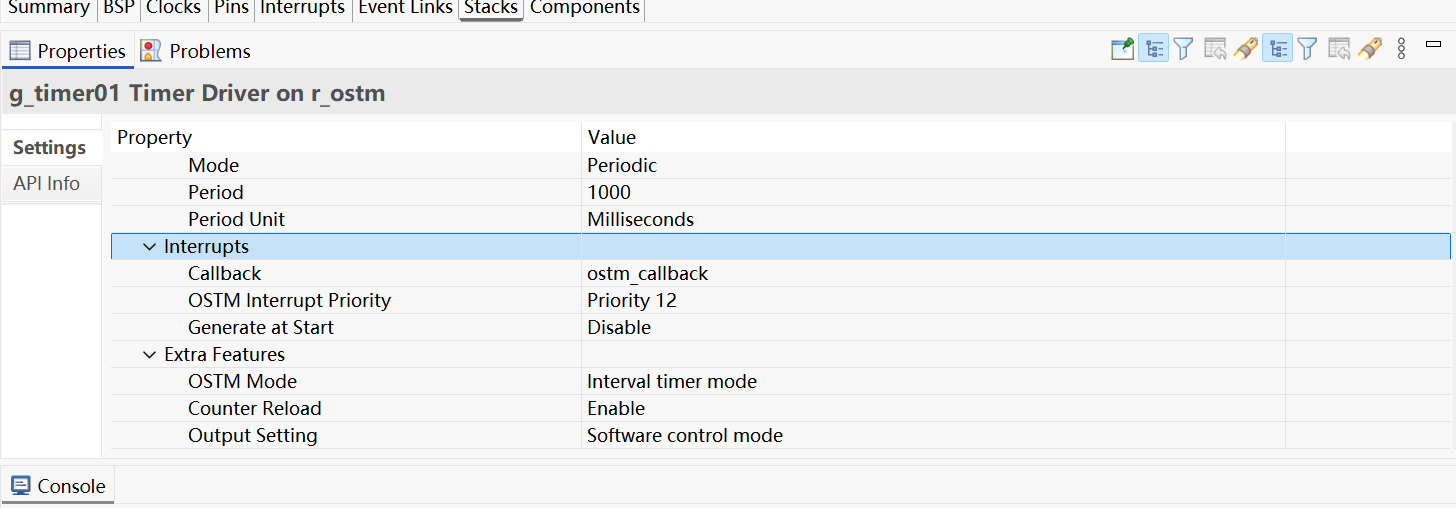 Summary BSP Clocks Pins Interrupts Event Links Stacks Components
Properties Problems
g_timer01 Timer Driver on r_ostm
Settings
API Info
Property Value
Mode Periodic
Period 1000
Period Unit Milliseconds
Interrupts
Callback ostm_callback
OSTM Interrupt Priority Priority 12
Generate at Start Disable
Extra Features
OSTM Mode Interval timer mode
Counter Reload Enable
Output Setting Software control mode
Console